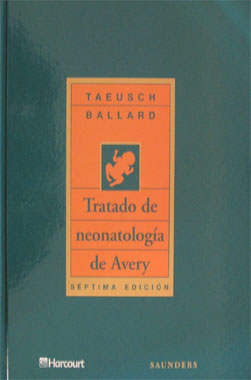 TAEUSCH
BALLARD
Tratado de
neonatología
de Avery
SÉPTIMA EDICIÓN
Harcourt
SAUNDERS